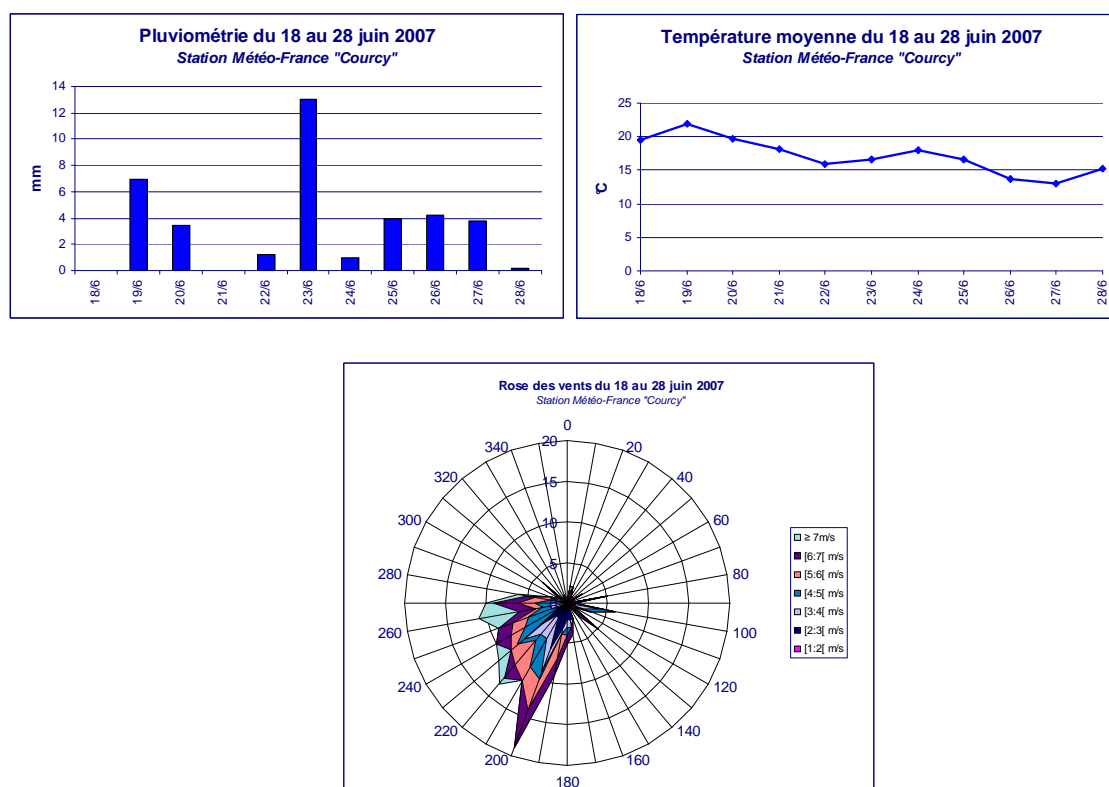 Pluviométrie du 18 au 28 juin 2007
Station Météo-France "Courcy"
14
12
10
8
6
4
2
0
mm
18/6 19/6 20/6 21/6 22/6 23/6 24/6 25/6 26/6 27/6 28/6
Température moyenne du 18 au 28 juin 2007
Station Météo-France "Courcy"
25
20
15
10
5
0
°C
18/6 19/6 20/6 21/6 22/6 23/6 24/6 25/6 26/6 27/6 28/6
Rose des vents du 18 au 28 juin 2007
Station Météo-France "Courcy"
0
20
40
60
80
100
120
140
160
180
200
220
240
260
280
300
320
340
20
15
10
5
≥ 7m/s
[6:7[ m/s
[5:6[ m/s
[4:5[ m/s
[3:4[ m/s
[2:3[ m/s
[1:2[ m/s